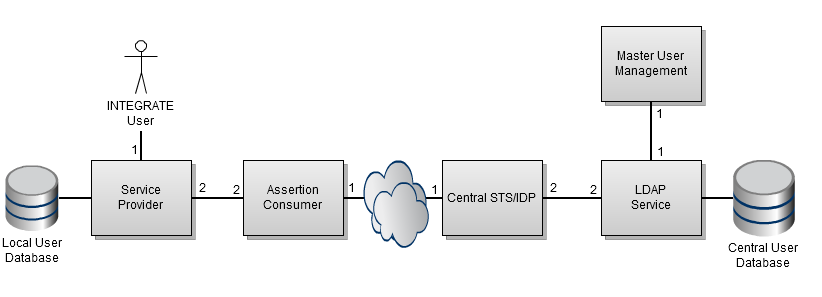 Master User
Management
INTEGRATE
User
1
1
1
Service
Provider
2
2
Assertion
Consumer
1
1
Central STS/IDP
2
2
LDAP
Service
Local User
Database
Central User
Database